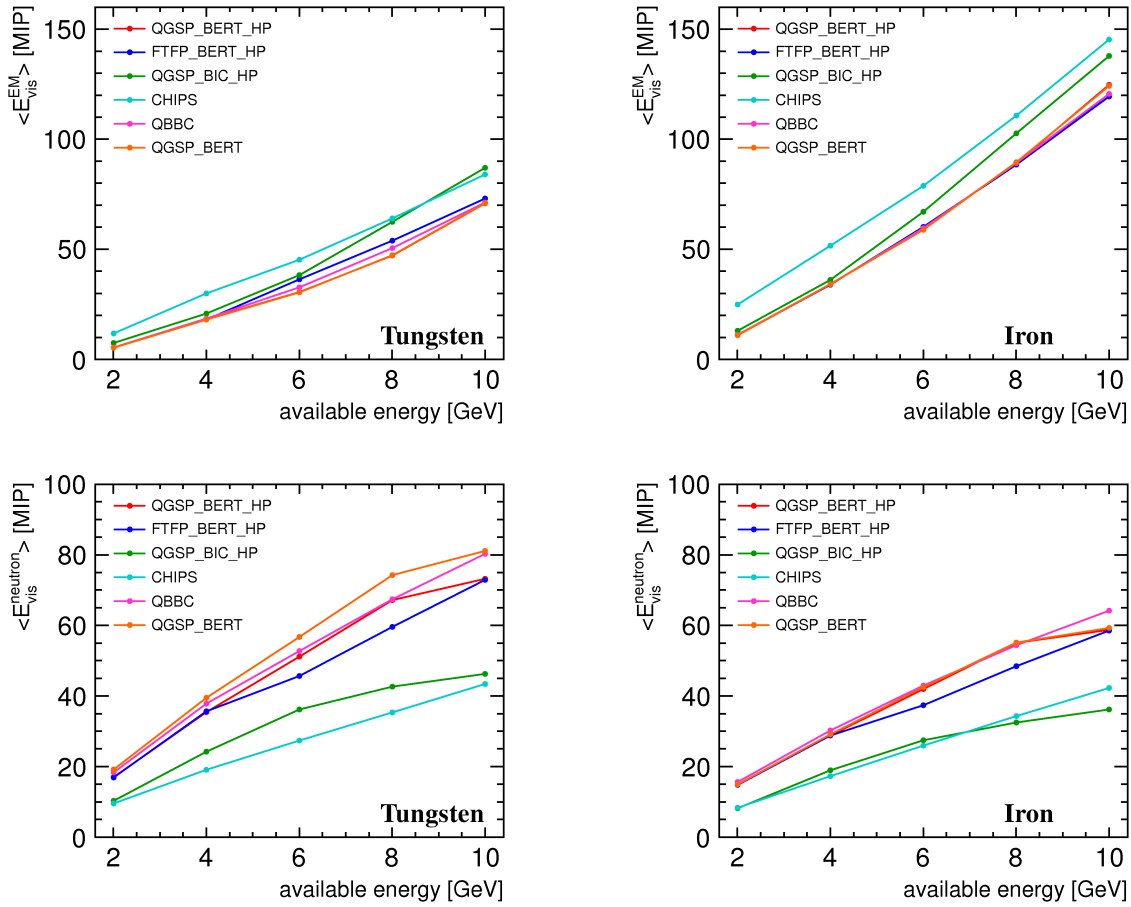 <E_vis^EM> [MIP]
150
100
50
0
QGSP_BERT_HP
FTFP_BERT_HP
QGSP_BIC_HP
CHIPS
QBBC
QGSP_BERT
Tungsten
2 4 6 8 10
available energy [GeV]
<E_vis^EM> [MIP]
150
100
50
0
QGSP_BERT_HP
FTFP_BERT_HP
QGSP_BIC_HP
CHIPS
QBBC
QGSP_BERT
Iron
2 4 6 8 10
available energy [GeV]
<E_vis^neutron> [MIP]
100
80
60
40
20
0
QGSP_BERT_HP
FTFP_BERT_HP
QGSP_BIC_HP
CHIPS
QBBC
QGSP_BERT
Tungsten
2 4 6 8 10
available energy [GeV]
<E_vis^neutron> [MIP]
100
80
60
40
20
0
QGSP_BERT_HP
FTFP_BERT_HP
QGSP_BIC_HP
CHIPS
QBBC
QGSP_BERT
Iron
2 4 6 8 10
available energy [GeV]